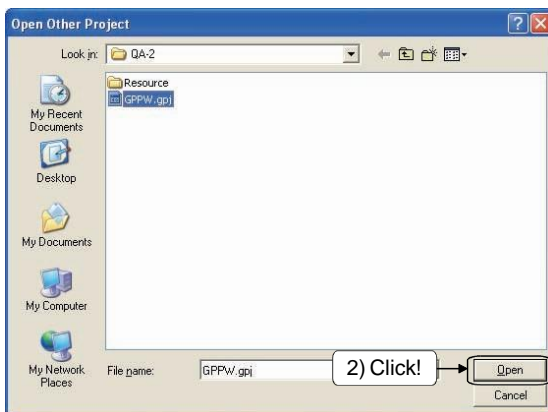 Open Other Project
Look in: QA-2
Resource
GPPW.gpj
My Recent
Documents
Desktop
My Documents
My Computer
My Network
Places
File name: GPPW.gpj
2) Click!
Open
Cancel